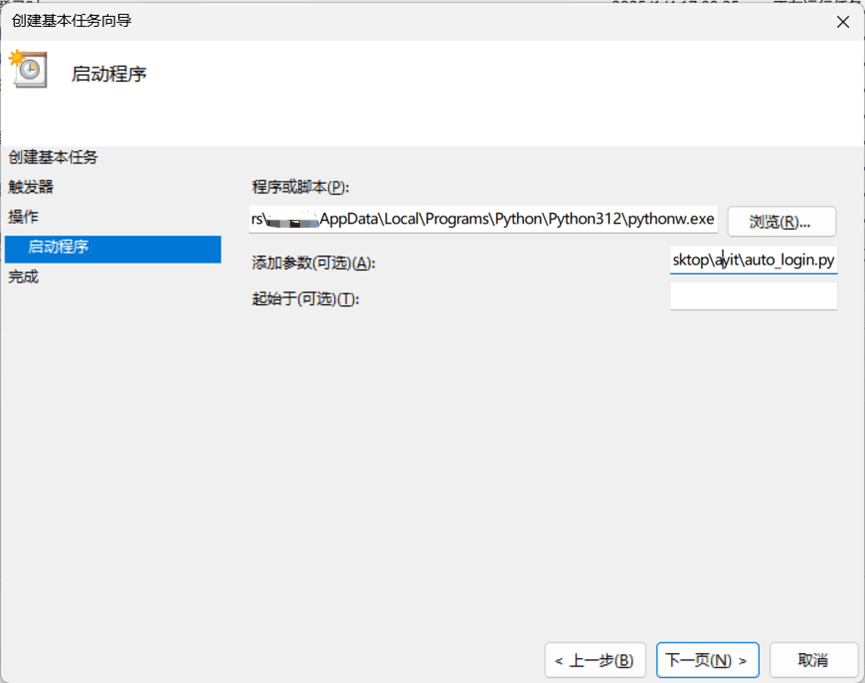 创建基本任务向导
启动程序
创建基本任务
触发器
操作
启动程序
完成
程序或脚本(P):
rs\ \AppData\Local\Programs\Python\Python312\pythonw.exe
浏览(R)...
添加参数(可选)(A):
sktop\ayit\auto_login.py
起始于(可选)(T):
< 上一步(B)
下一页(N) >
取消